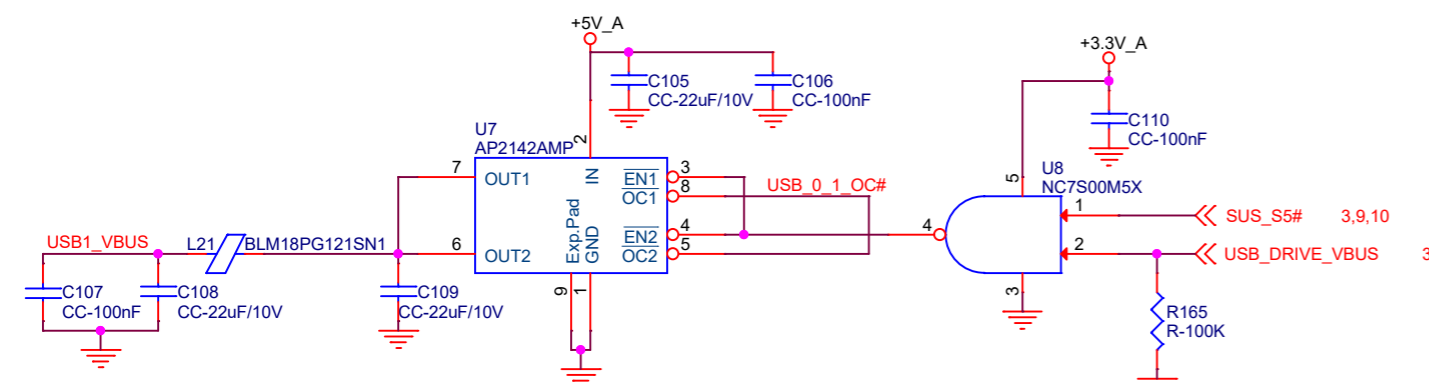 +5V_A
+3.3V_A
C105
CC-22uF/10V
C106
CC-100nF
C110
CC-100nF
U7
AP2142AMP
2
U8
NC7S00M5X
5
7
OUT1
IN
EN1
3
OC1
8
USB_0_1_OC#
1
SUS_S5#
3,9,10
USB1_VBUS
L21
BLM18PG121SN1
6
OUT2
Exp.Pad
GND
EN2
4
OC2
5
4
2
USB_DRIVE_VBUS
3
C107
CC-100nF
C108
CC-22uF/10V
C109
CC-22uF/10V
9
1
3
R165
R-100K